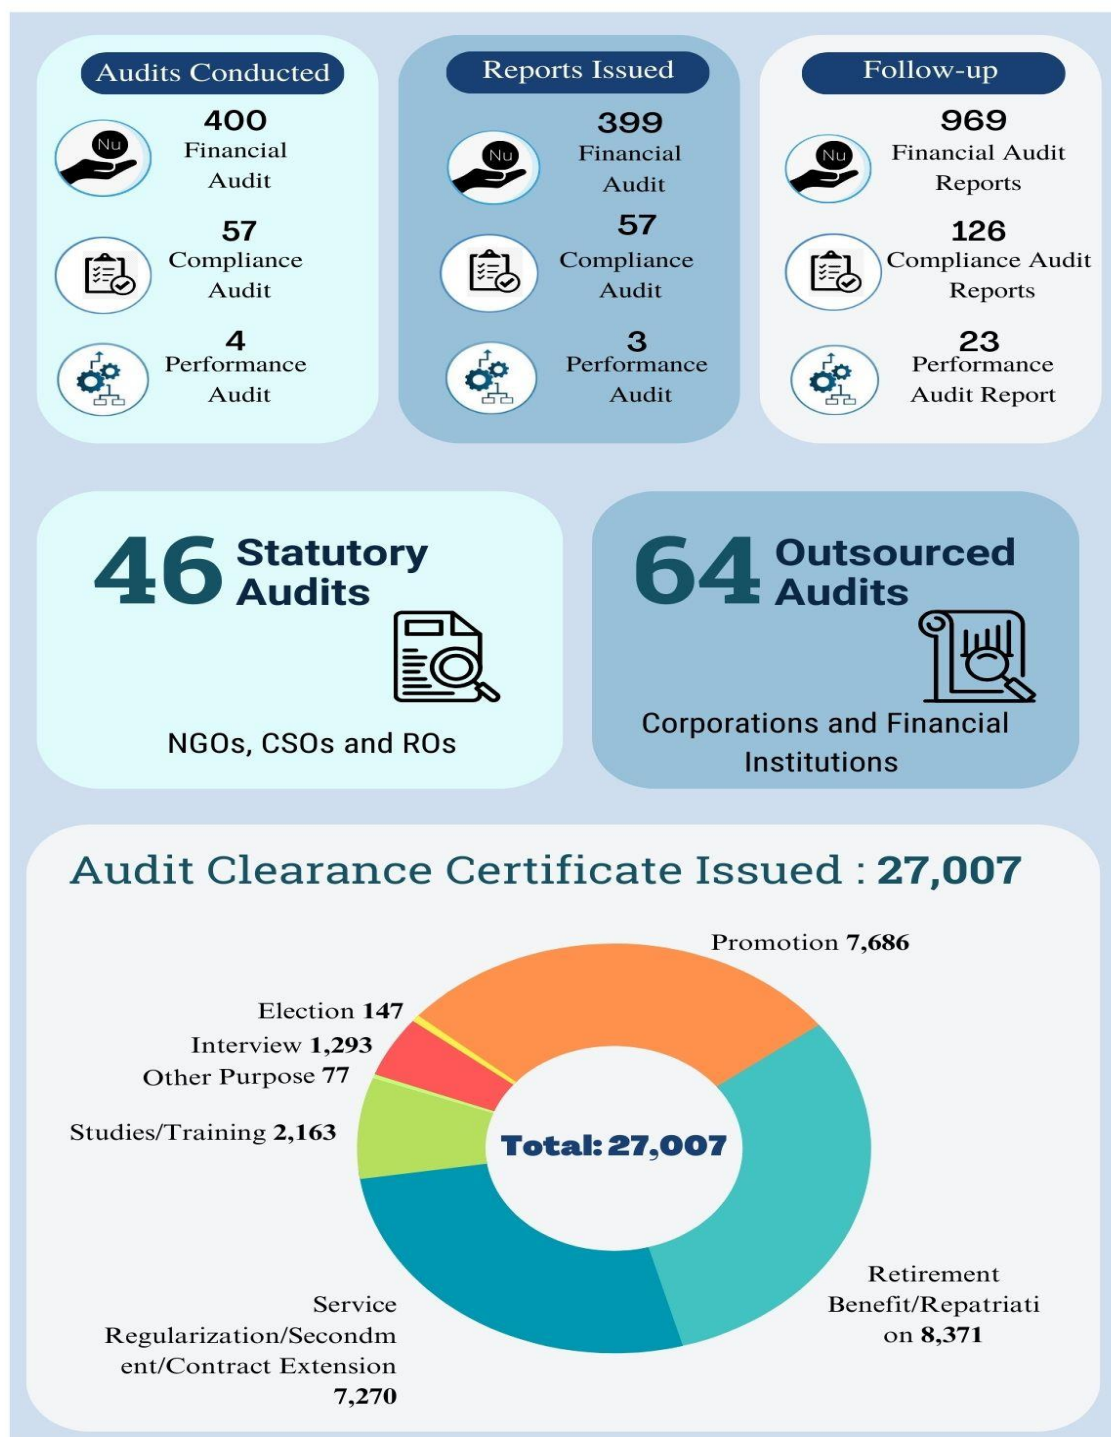 Audits Conducted
400
Financial
Audit
57
Compliance
Audit
4
Performance
Audit
Reports Issued
399
Financial
Audit
57
Compliance
Audit
3
Performance
Audit
Follow-up
969
Financial Audit
Reports
126
Compliance Audit
Reports
23
Performance
Audit Report
Nu
Nu
Nu
46 Statutory
Audits
NGOs, CSOs and ROs
64 Outsourced
Audits
Corporations and Financial
Institutions
Audit Clearance Certificate Issued : 27,007
Promotion 7,686
Election 147
Interview 1,293
Other Purpose 77
Studies/Training 2,163
Total: 27,007
Retirement
Benefit/Repatriati
on 8,371
Service
Regularization/Secondm
ent/Contract Extension
7,270